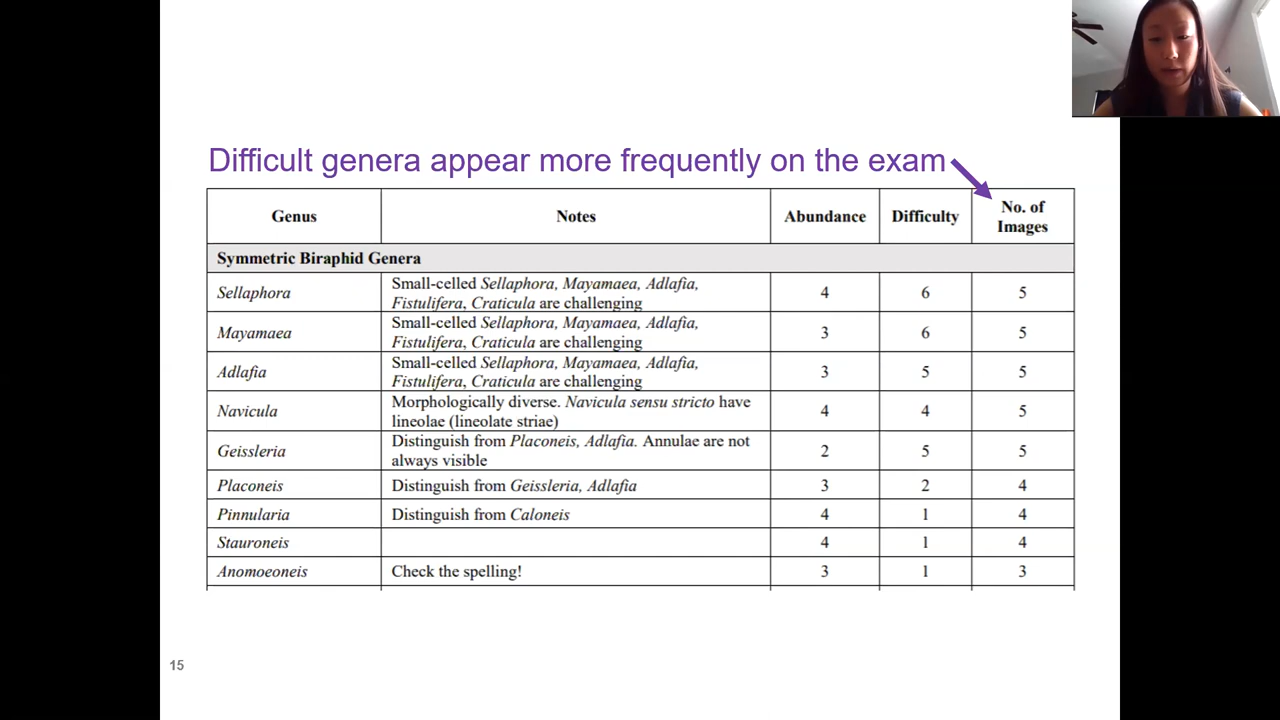 Difficult genera appear more frequently on the exam
Genus Notes Abundance Difficulty No. of Images
Symmetric Biraphid Genera
Sellaphora Small-celled Sellaphora, Mayamaea, Adlafia, 4 6 5
Fistulifera, Craticula are challenging
Mayamaea Small-celled Sellaphora, Mayamaea, Adlafia, 3 6 5
Fistulifera, Craticula are challenging
Adlafia Small-celled Sellaphora, Mayamaea, Adlafia, 3 5 5
Fistulifera, Craticula are challenging
Navicula Morphologically diverse. Navicula sensu stricto have 4 4 5
lineolae (lineolate striae)
Geissleria Distinguish from Placoneis, Adlafia. Annulae are not 2 5 5
always visible
Placoneis Distinguish from Geissleria, Adlafia 3 2 4
Pinnularia Distinguish from Caloneis 4 1 4
Stauroneis 4 1 4
Anomoeoneis Check the spelling! 3 1 3
15